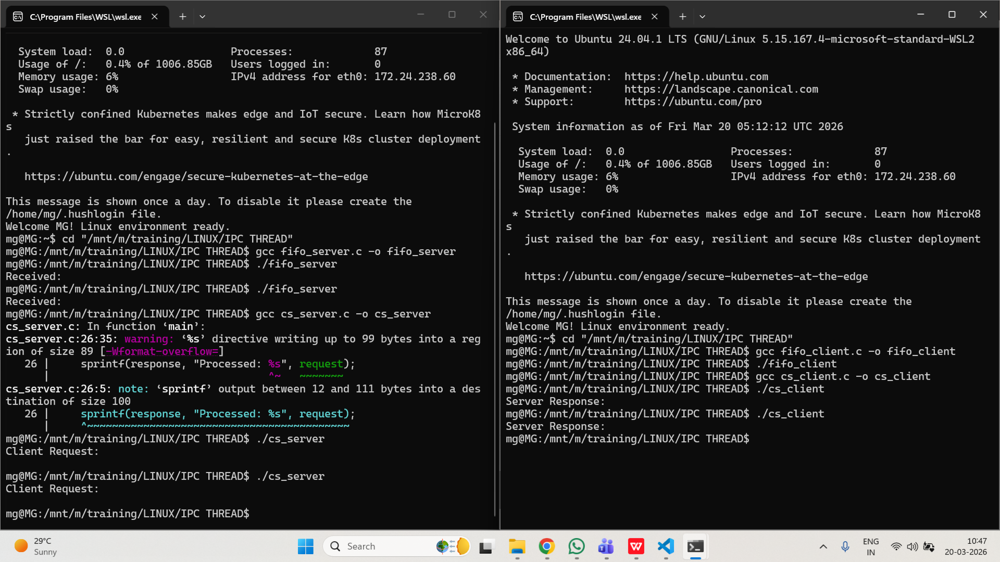 C:\Program Files\WSL\wsl.exe
System load: 0.0 Processes: 87
Usage of /: 0.4% of 1006.85GB Users logged in: 0
Memory usage: 6% IPv4 address for eth0: 172.24.238.60
Swap usage: 0%
* Strictly confined Kubernetes makes edge and IoT secure. Learn how MicroK8
s
just raised the bar for easy, resilient and secure K8s cluster deployment
.
https://ubuntu.com/engage/secure-kubernetes-at-the-edge
This message is shown once a day. To disable it please create the
/home/mg/.hushlogin file.
Welcome MG! Linux environment ready.
mg@MG:~$ cd "/mnt/m/training/LINUX/IPC THREAD"
mg@MG:/mnt/m/training/LINUX/IPC THREAD$ gcc fifo_server.c -o fifo_server
mg@MG:/mnt/m/training/LINUX/IPC THREAD$ ./fifo_server
Received:
mg@MG:/mnt/m/training/LINUX/IPC THREAD$ ./fifo_server
Received:
mg@MG:/mnt/m/training/LINUX/IPC THREAD$ gcc cs_server.c -o cs_server
cs_server.c: In function ‘main’:
cs_server.c:26:35: warning: ‘%s’ directive writing up to 99 bytes into a reg
ion of size 89 [-Wformat-overflow=]
26 | sprintf(response, "Processed: %s", request);
| ^~ ~~~~~~~
cs_server.c:26:5: note: ‘sprintf’ output between 12 and 111 bytes into a des
tination of size 100
26 | sprintf(response, "Processed: %s", request);
| ^~~~~~~~~~~~~~~~~~~~~~~~~~~~~~~~~~~~~~~~~~~
mg@MG:/mnt/m/training/LINUX/IPC THREAD$ ./cs_server
Client Request:
mg@MG:/mnt/m/training/LINUX/IPC THREAD$ ./cs_server
Client Request:
mg@MG:/mnt/m/training/LINUX/IPC THREAD$
C:\Program Files\WSL\wsl.exe
Welcome to Ubuntu 24.04.1 LTS (GNU/Linux 5.15.167.4-microsoft-standard-WSL2
x86_64)
* Documentation: https://help.ubuntu.com
* Management: https://landscape.canonical.com
* Support: https://ubuntu.com/pro
System information as of Fri Mar 20 05:12:12 UTC 2026
System load: 0.0 Processes: 87
Usage of /: 0.4% of 1006.85GB Users logged in: 0
Memory usage: 6% IPv4 address for eth0: 172.24.238.60
Swap usage: 0%
* Strictly confined Kubernetes makes edge and IoT secure. Learn how MicroK8
s
just raised the bar for easy, resilient and secure K8s cluster deployment
.
https://ubuntu.com/engage/secure-kubernetes-at-the-edge
This message is shown once a day. To disable it please create the
/home/mg/.hushlogin file.
Welcome MG! Linux environment ready.
mg@MG:~$ cd "/mnt/m/training/LINUX/IPC THREAD"
mg@MG:/mnt/m/training/LINUX/IPC THREAD$ gcc fifo_client.c -o fifo_client
mg@MG:/mnt/m/training/LINUX/IPC THREAD$ ./fifo_client
mg@MG:/mnt/m/training/LINUX/IPC THREAD$ gcc cs_client.c -o cs_client
mg@MG:/mnt/m/training/LINUX/IPC THREAD$ ./cs_client
Server Response:
mg@MG:/mnt/m/training/LINUX/IPC THREAD$ ./cs_client
Server Response:
mg@MG:/mnt/m/training/LINUX/IPC THREAD$
29°C
Sunny
Search
ENG
IN
10:47
20-03-2026